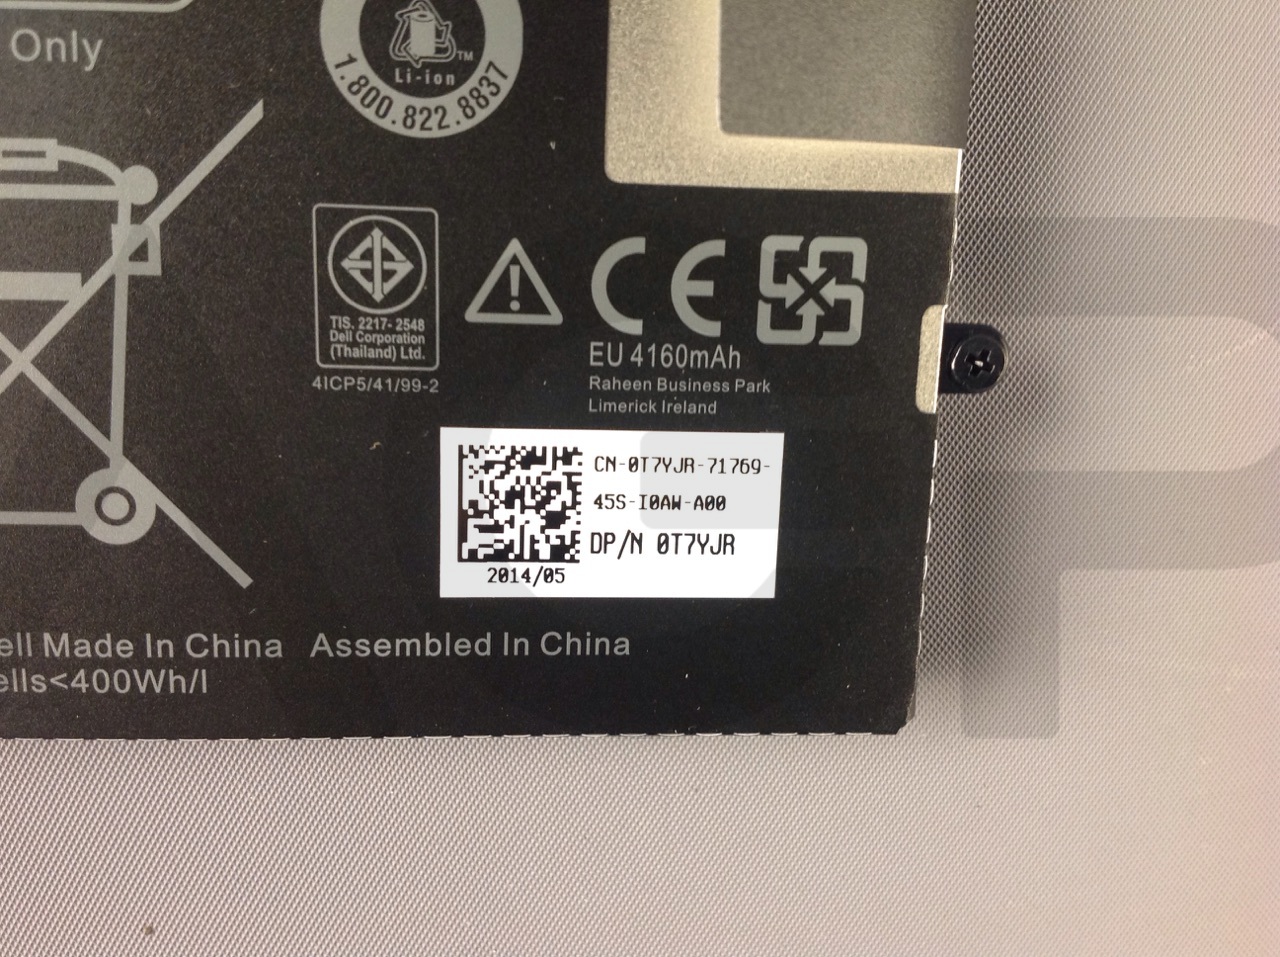 Only
Li-ion
TM
1.800.822.8837
TIS. 2217- 2548
Dell Corporation
(Thailand) Ltd.
4ICP5/41/99-2
CE
EU 4160mAh
Raheen Business Park
Limerick Ireland
CN-0T7YJR-71769-
45S-I0AW-A00
DP/N 0T7YJR
2014/05
ell Made In China Assembled In China
ells<400Wh/l